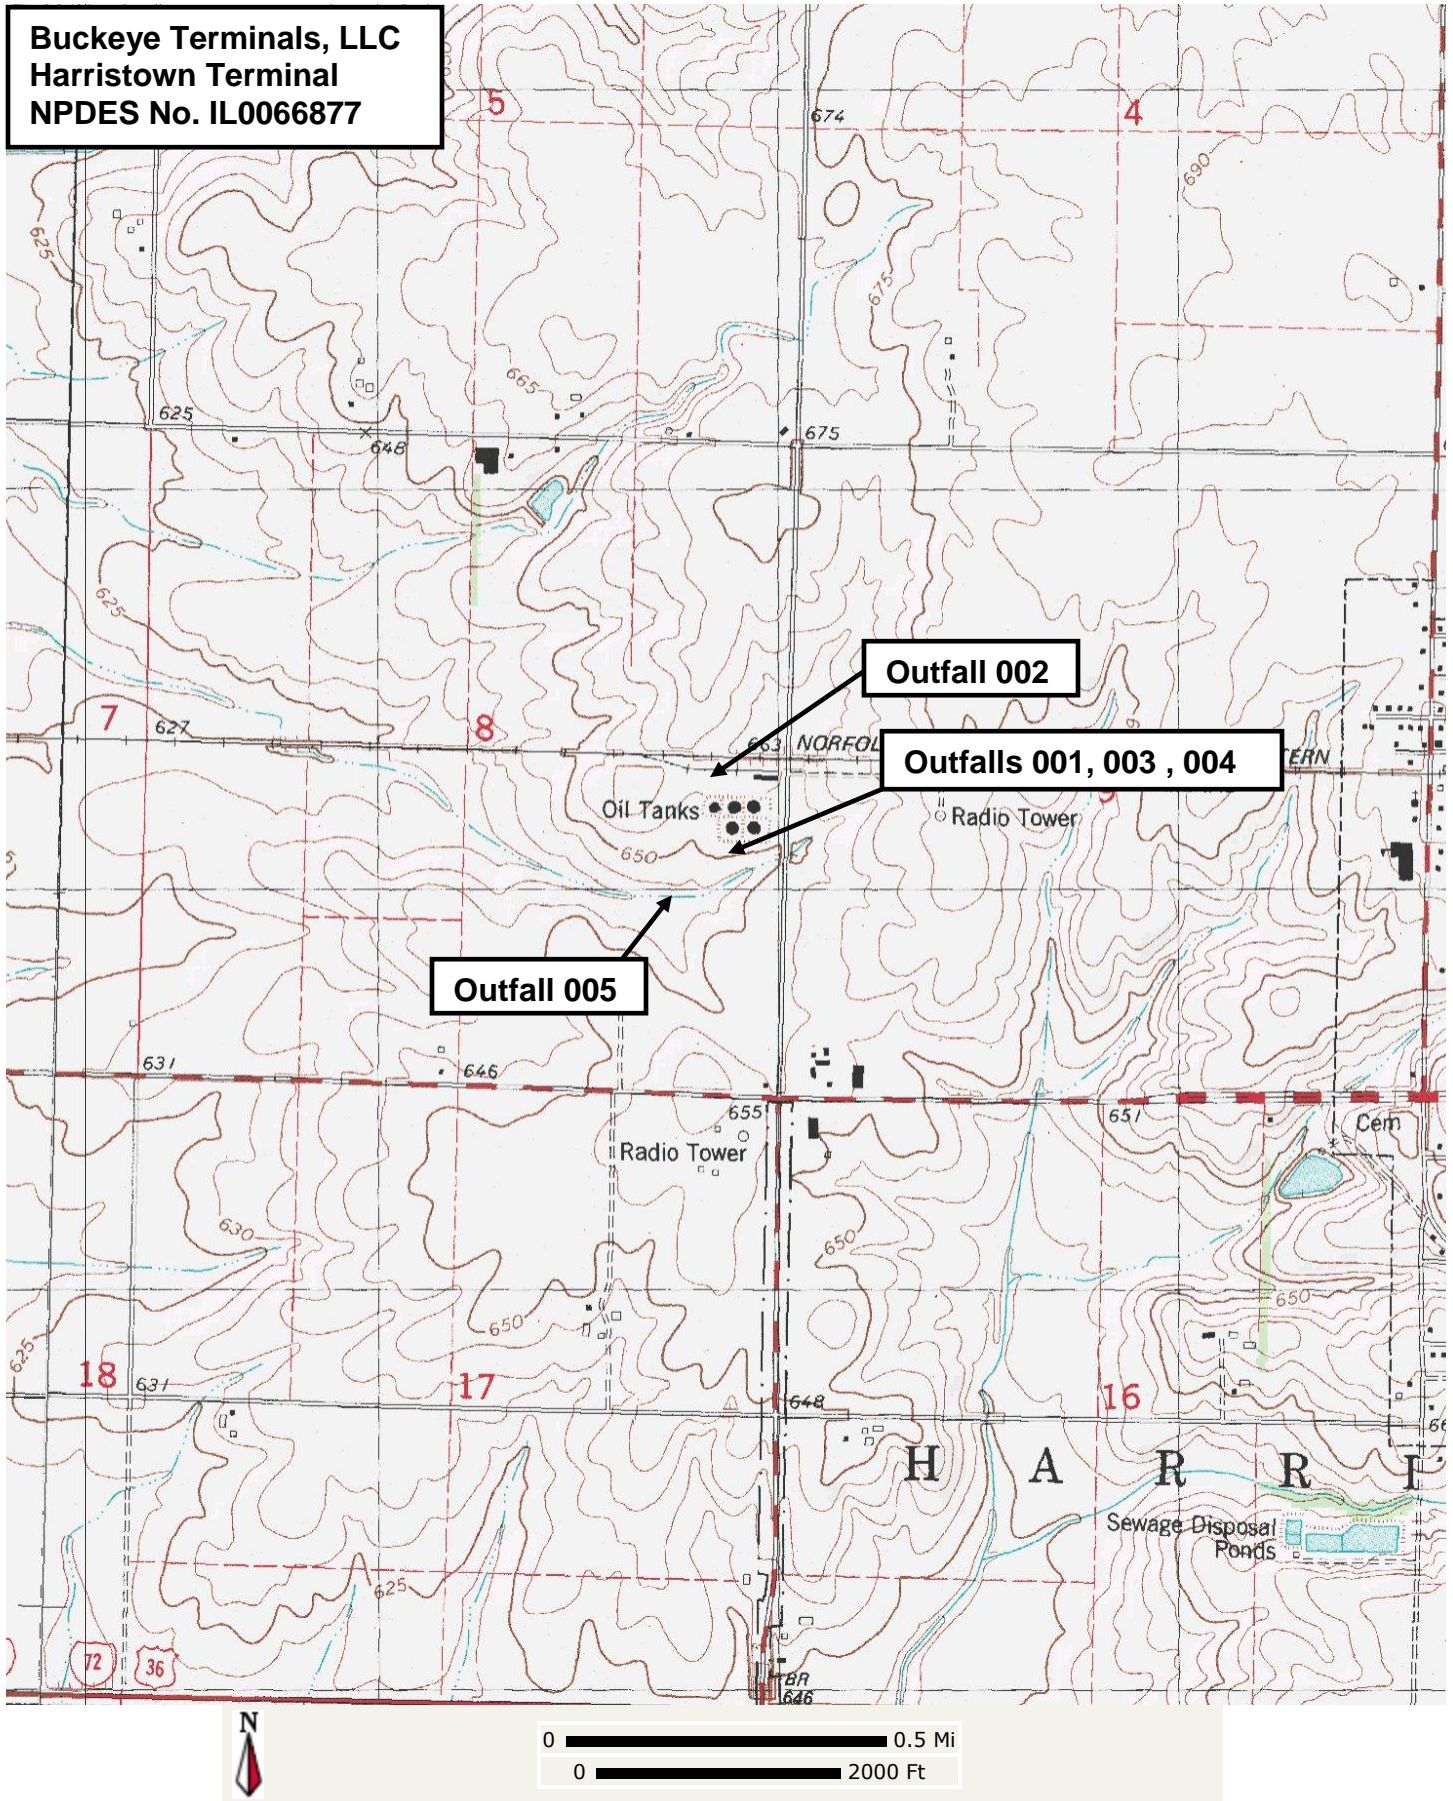 Buckeye Terminals, LLC
Harristown Terminal
NPDES No. IL0066877
5
4
674
690
625
675
665
625
648
675
625
Outfall 002
7
627
8
663
NORFOL
ERN
Outfalls 001, 003 , 004
Oil Tanks
Radio Tower
650
Outfall 005
631
646
655
651
Cem
Radio Tower
630
650
650
650
625
18
631
17
648
16
66
H A R R I
Sewage Disposal
Ponds
625
72
36
BR
646
N
0 0.5 Mi
0 2000 Ft